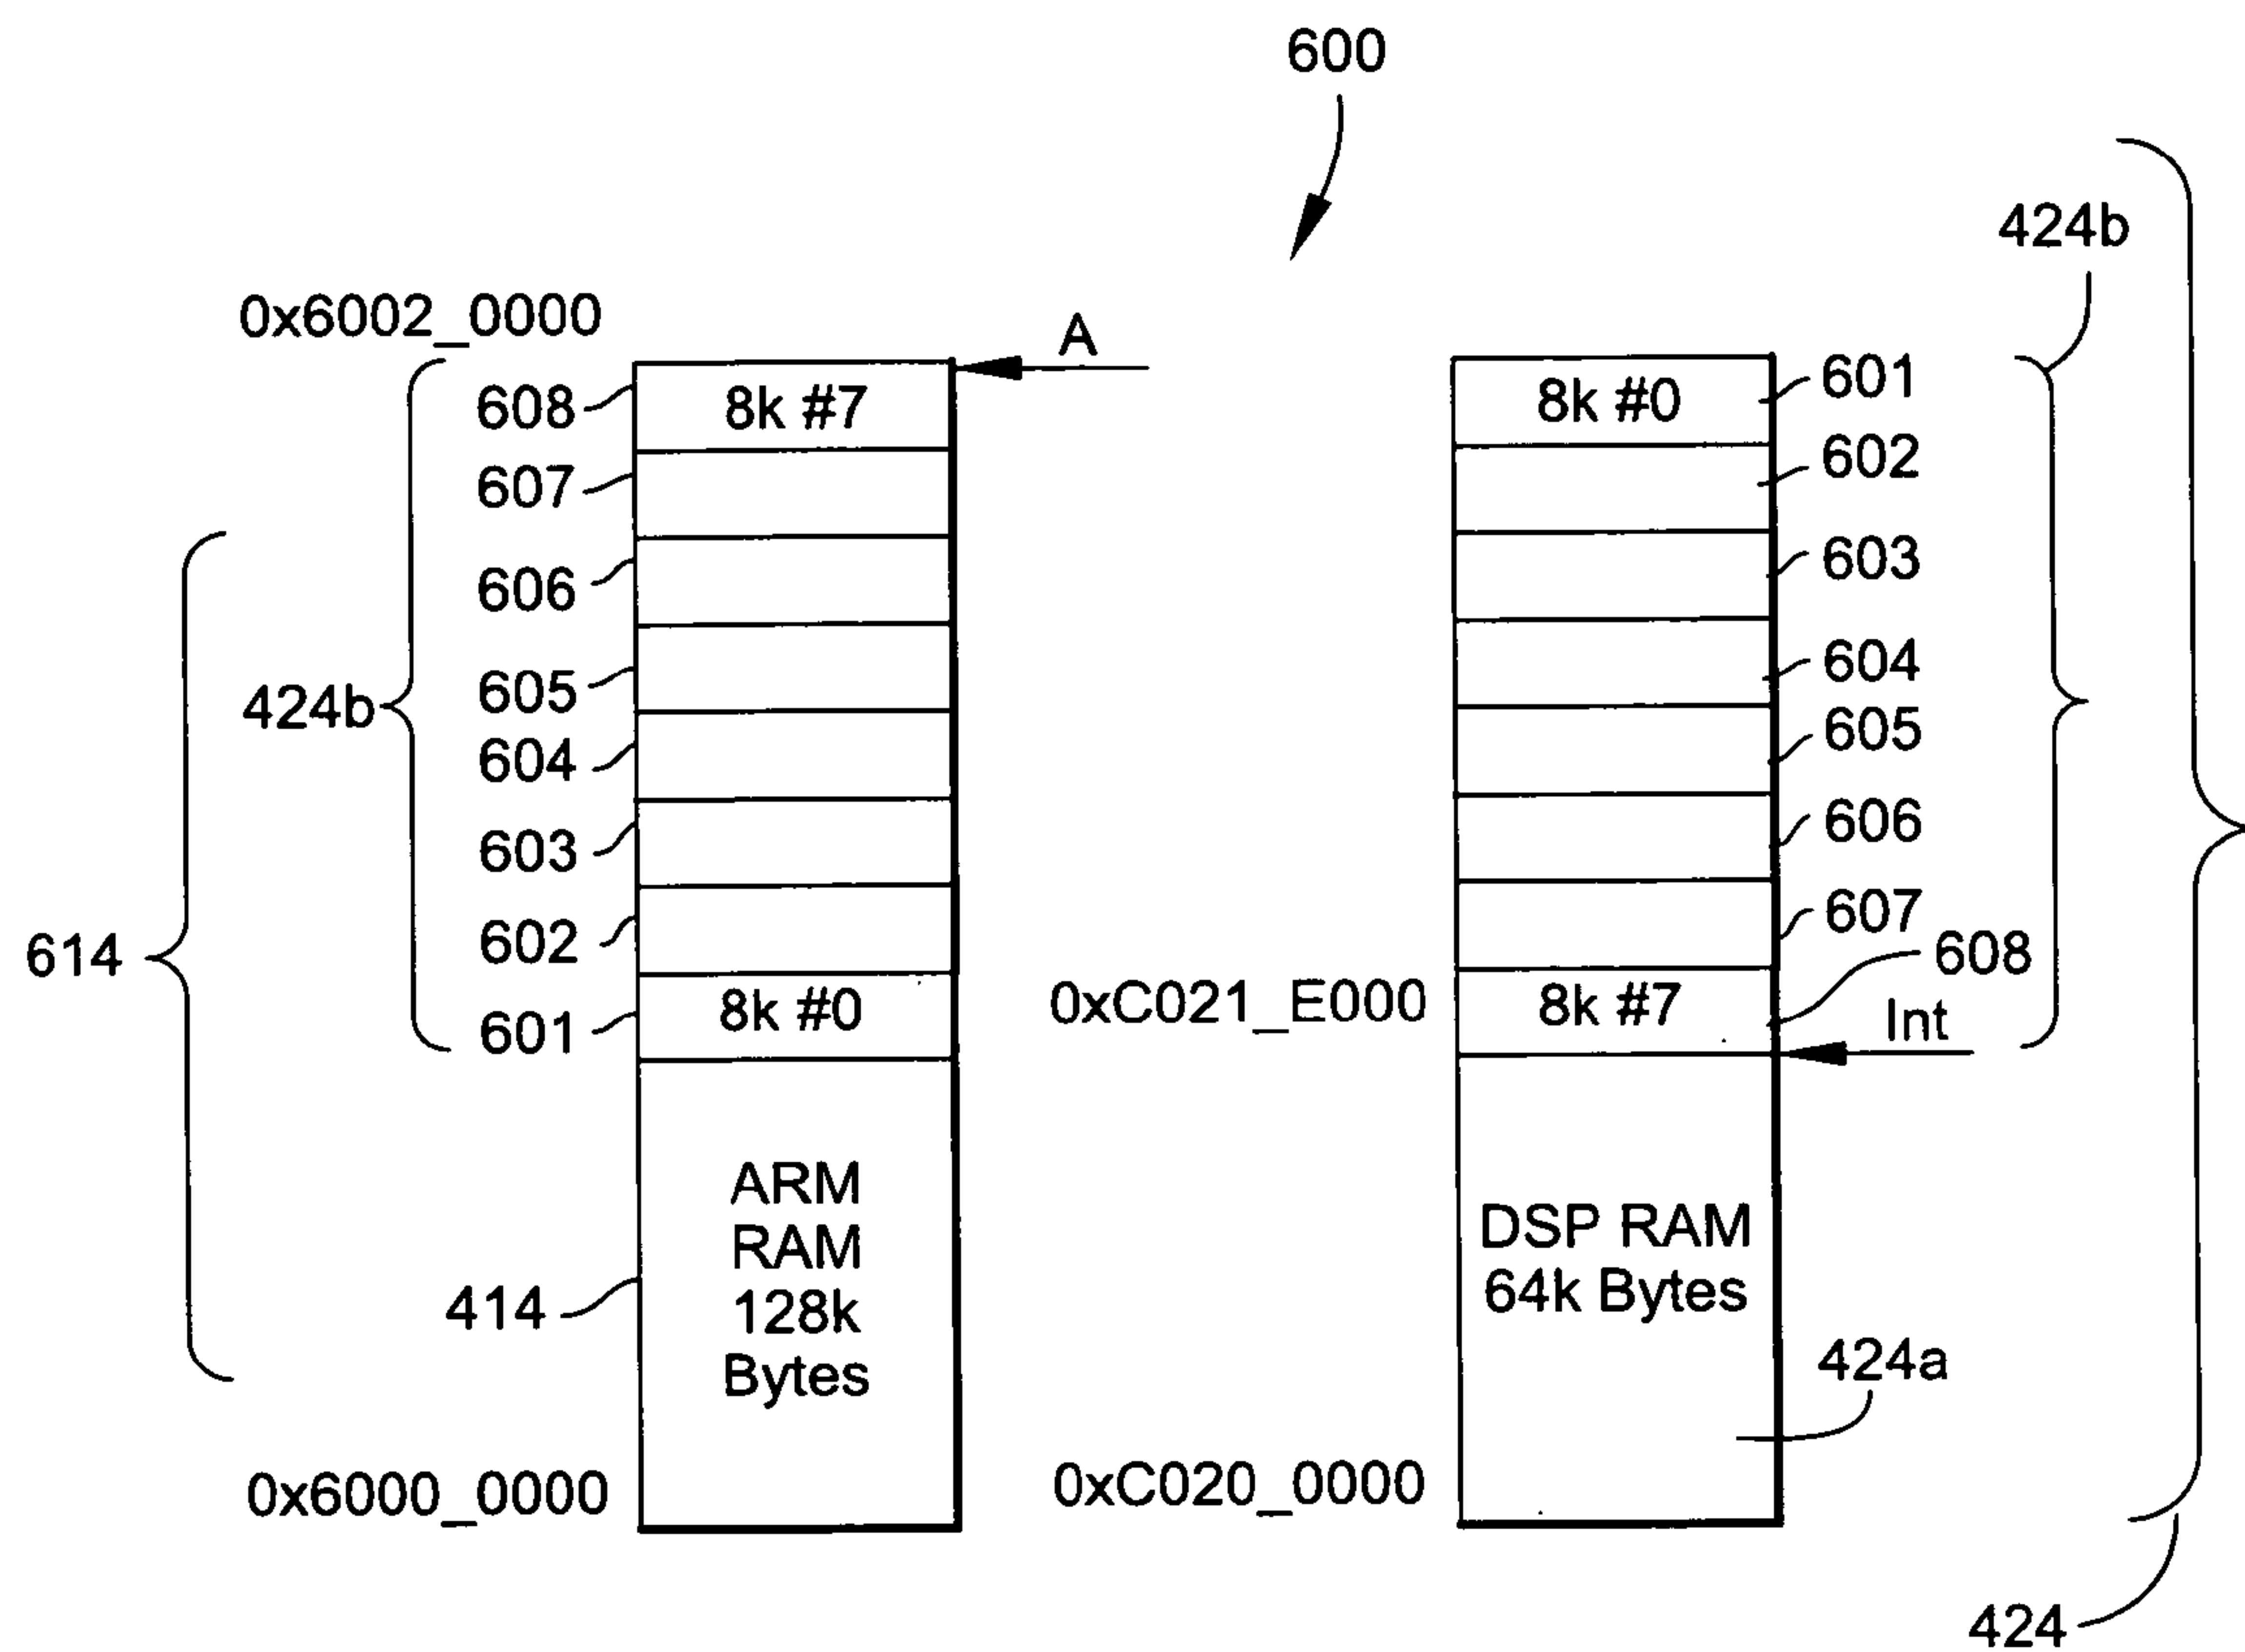 600
424b
0x6002_0000
A
608
8k #7
607
606
605
424b
604
603
614
602
601
8k #0
414
ARM
RAM
128k
Bytes
0x6000_0000
8k #0
601
602
603
604
605
606
607
608
0xC021_E000
8k #7
Int
DSP RAM
64k Bytes
424a
0xC020_0000
424